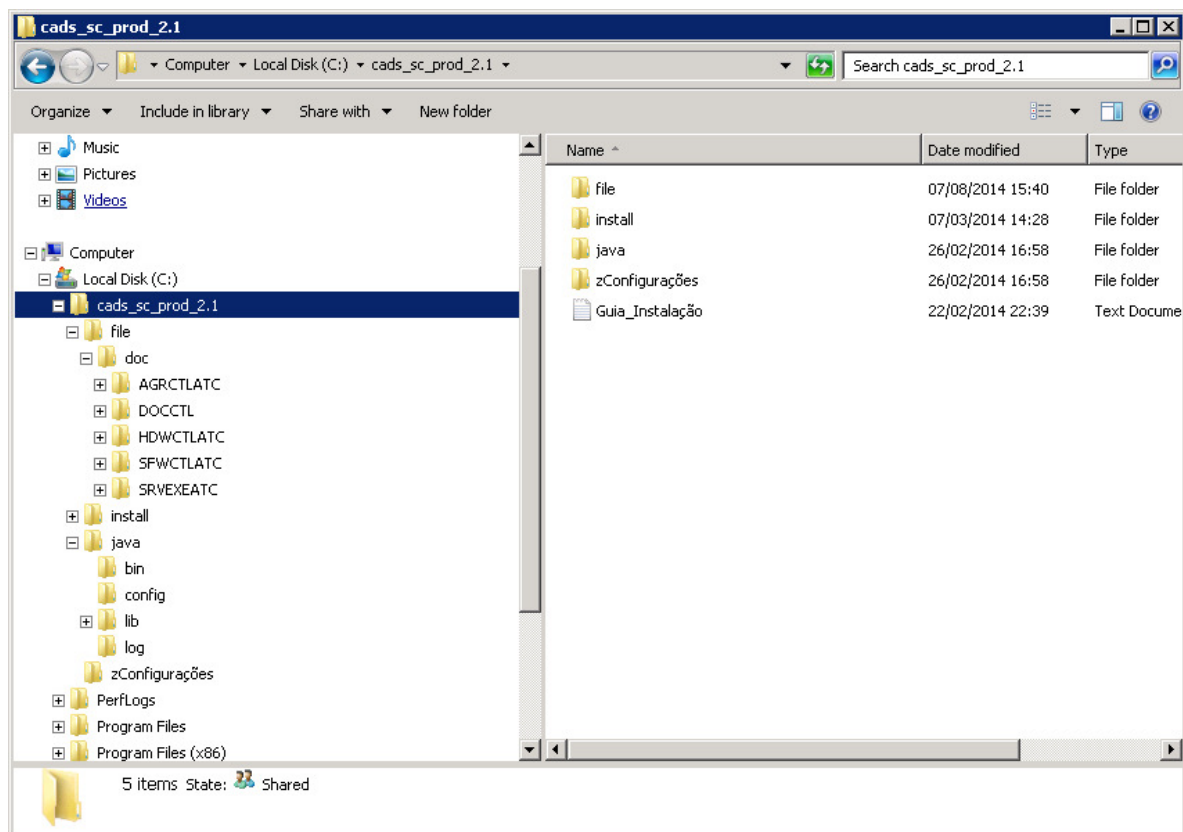 cads_sc_prod_2.1
Computer Local Disk (C:) cads_sc_prod_2.1
Search cads_sc_prod_2.1
Organize Include in library Share with New folder
Music
Pictures
Videos
Computer
Local Disk (C:)
cads_sc_prod_2.1
file
doc
AGRCTLATC
DOCCTL
HDWCTLATC
SFWCTLATC
SRVEXEATC
install
java
bin
config
lib
log
zConfigurações
PerfLogs
Program Files
Program Files (x86)
Name Date modified Type
file 07/08/2014 15:40 File folder
install 07/03/2014 14:28 File folder
java 26/02/2014 16:58 File folder
zConfigurações 26/02/2014 16:58 File folder
Guia_Instalação 22/02/2014 22:39 Text Docume
5 items State: Shared